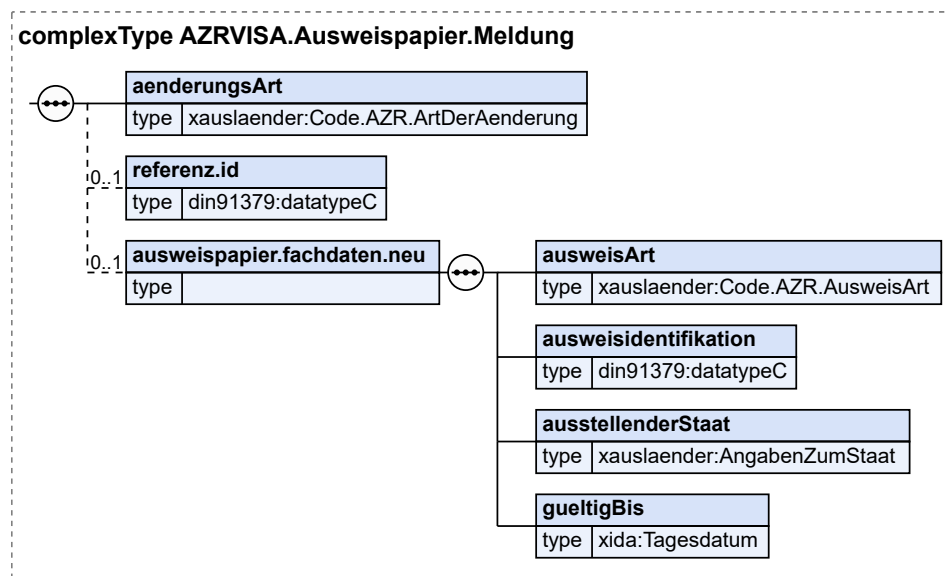 complexType AZRVISA.Ausweispapier.Meldung
aenderungsArt
type xauslaender:Code.AZR.ArtDerAenderung
0..1 referenz.id
type din91379:datatypeC
0..1 ausweispapier.fachdaten.neu
type
ausweisArt
type xauslaender:Code.AZR.AusweisArt
ausweisidentifikation
type din91379:datatypeC
ausstellenderStaat
type xauslaender:AngabenZumStaat
gueltigBis
type xida:Tagesdatum